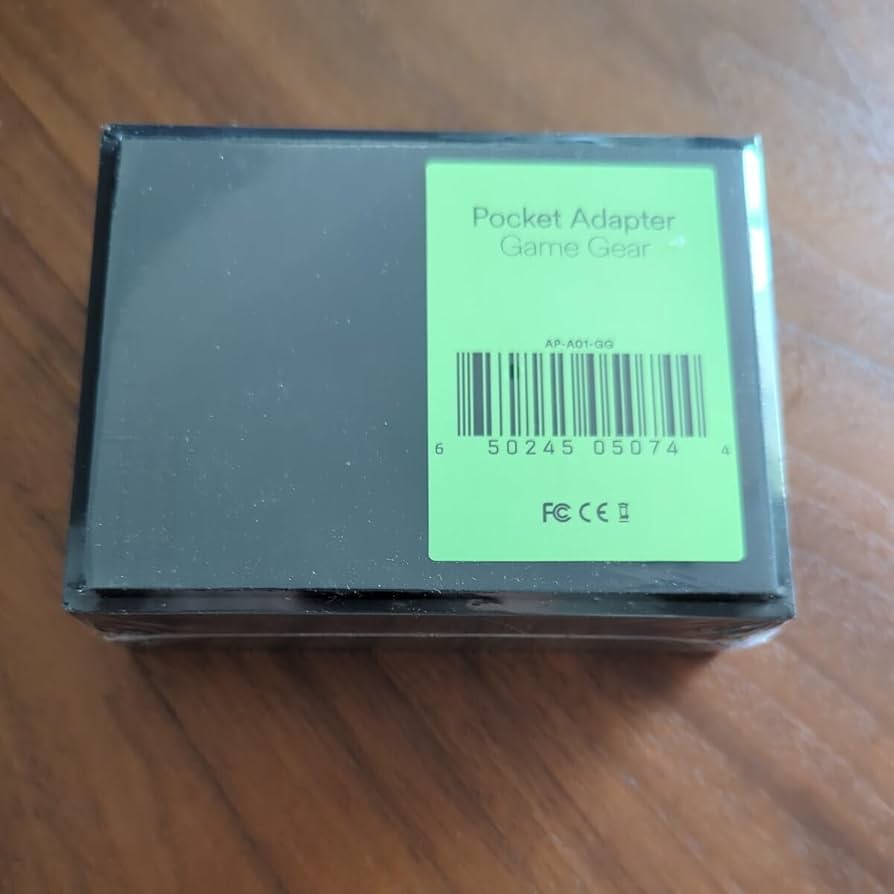 Pocket Adapter
Game Gear
AP-A01-GG
6 50245 05074 4
FC CE